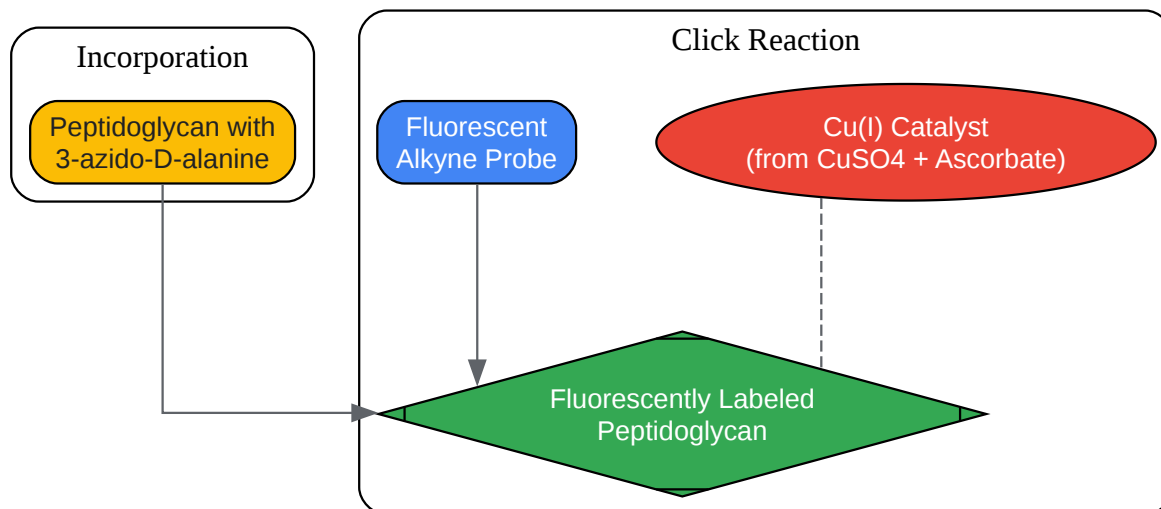 Incorporation
Peptidoglycan with
3-azido-D-alanine
Click Reaction
Fluorescent
Alkyne Probe
Cu(I) Catalyst
(from CuSO4 + Ascorbate)
Fluorescently Labeled
Peptidoglycan